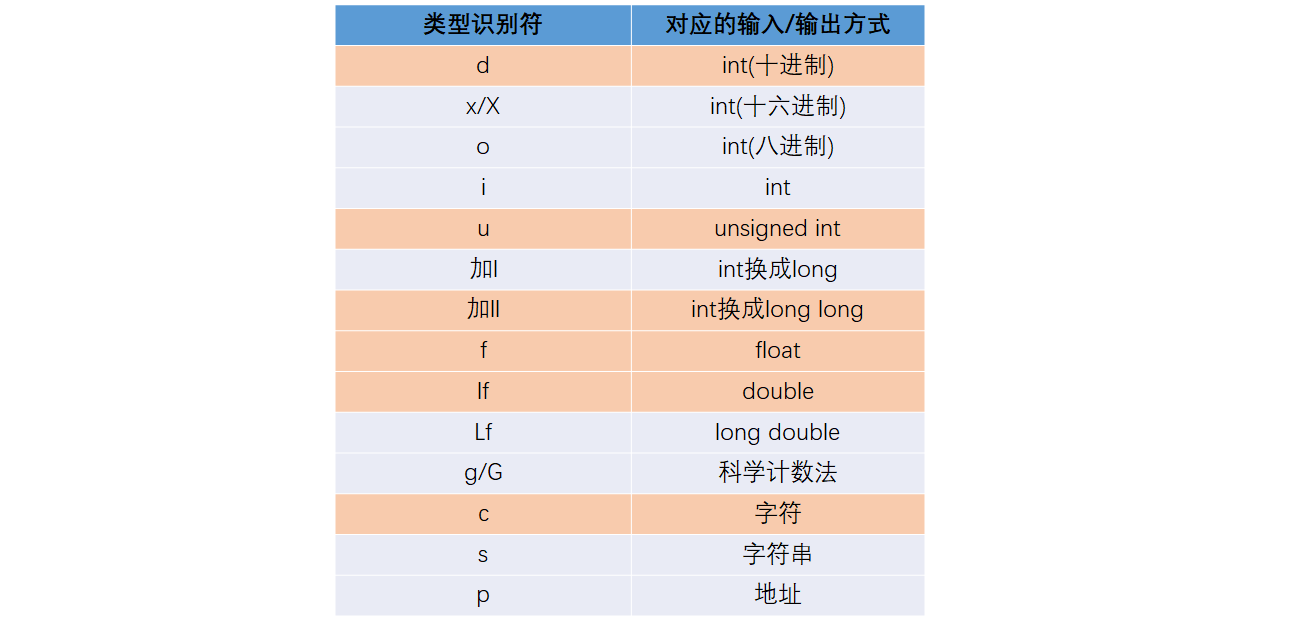 类型识别符 对应的输入/输出方式
d int(十进制)
x/X int(十六进制)
o int(八进制)
i int
u unsigned int
加l int换成long
加ll int换成long long
f float
lf double
Lf long double
g/G 科学计数法
c 字符
s 字符串
p 地址